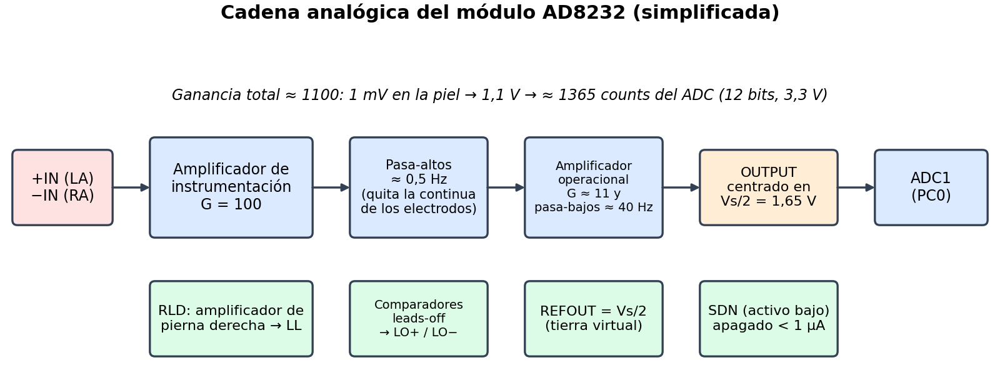 Cadena analógica del módulo AD8232 (simplificada)
Ganancia total ≈ 1100: 1 mV en la piel → 1,1 V → ≈ 1365 counts del ADC (12 bits, 3,3 V)
+IN (LA)
−IN (RA)
Amplificador de
instrumentación
G = 100
Pasa-altos
≈ 0,5 Hz
(quita la continua
de los electrodos)
Amplificador
operacional
G ≈ 11 y
pasa-bajos ≈ 40 Hz
OUTPUT
centrado en
Vs/2 = 1,65 V
ADC1
(PC0)
RLD: amplificador de
pierna derecha → LL
Comparadores
leads-off
→ LO+ / LO−
REFOUT = Vs/2
(tierra virtual)
SDN (activo bajo)
apagado < 1 µA